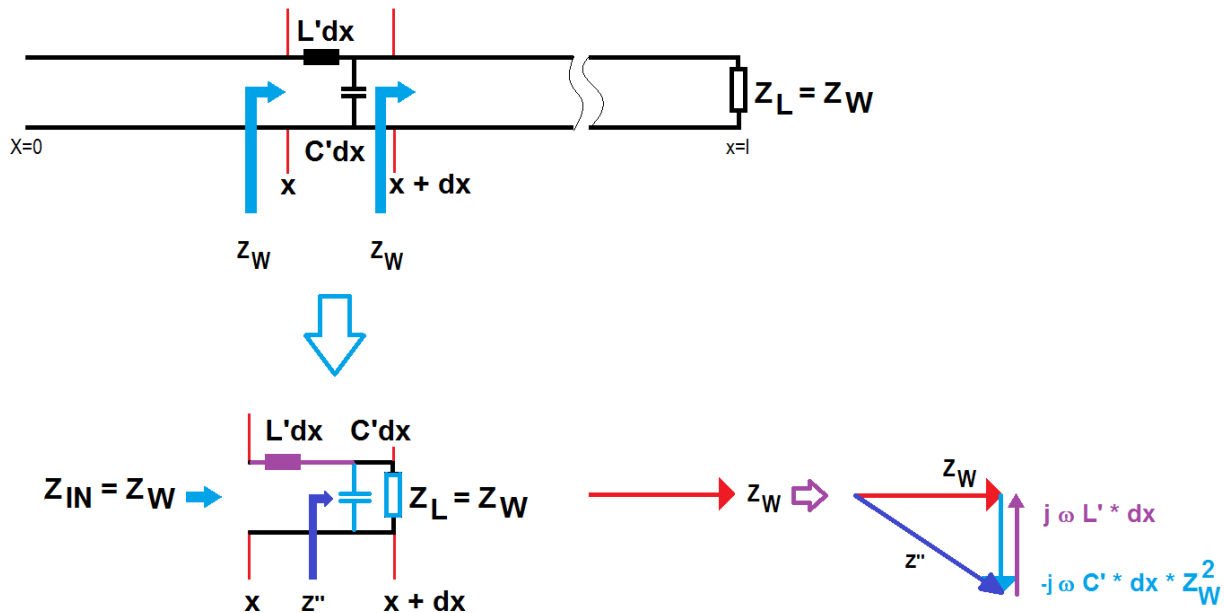 L'dx
Z_L = Z_W
X=0
C'dx
x=l
x
x + dx
Z_W
Z_W
L'dx
C'dx
Z_IN = Z_W
Z_L = Z_W
Z_W
Z_W
j ω L' * dx
Z"
-j ω C' * dx * Z_W^2
x
Z"
x + dx